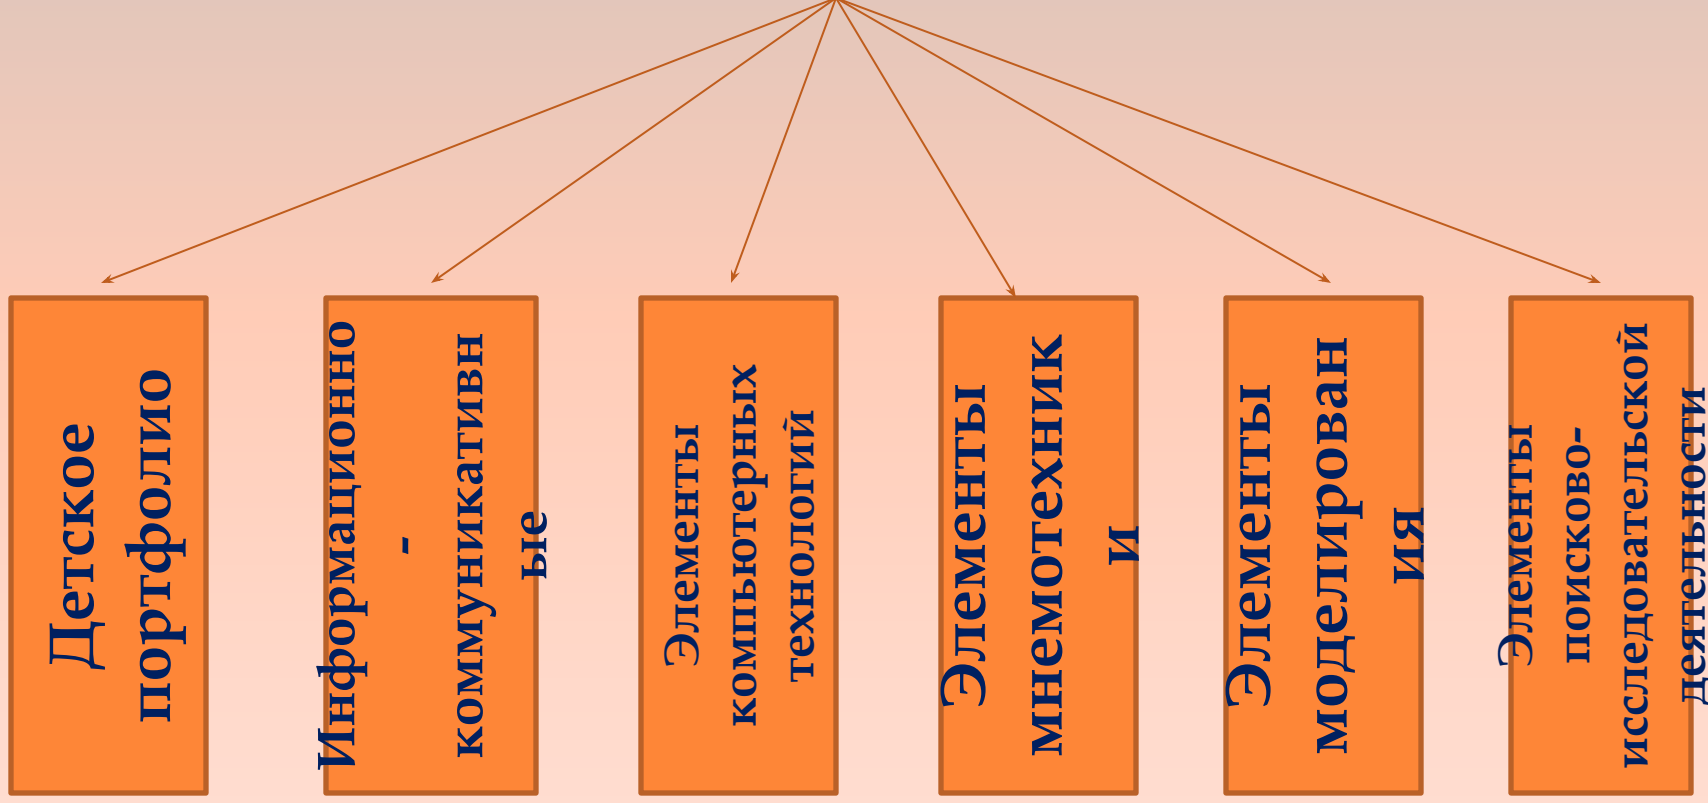 Детское
портфолио
Информационно
-
коммуникативн
ые
Элементы
компьютерных
технологий
Элементы
мнемотехник
и
Элементы
моделирован
ия
Элементы
поисково-
исследовательской
деятельности